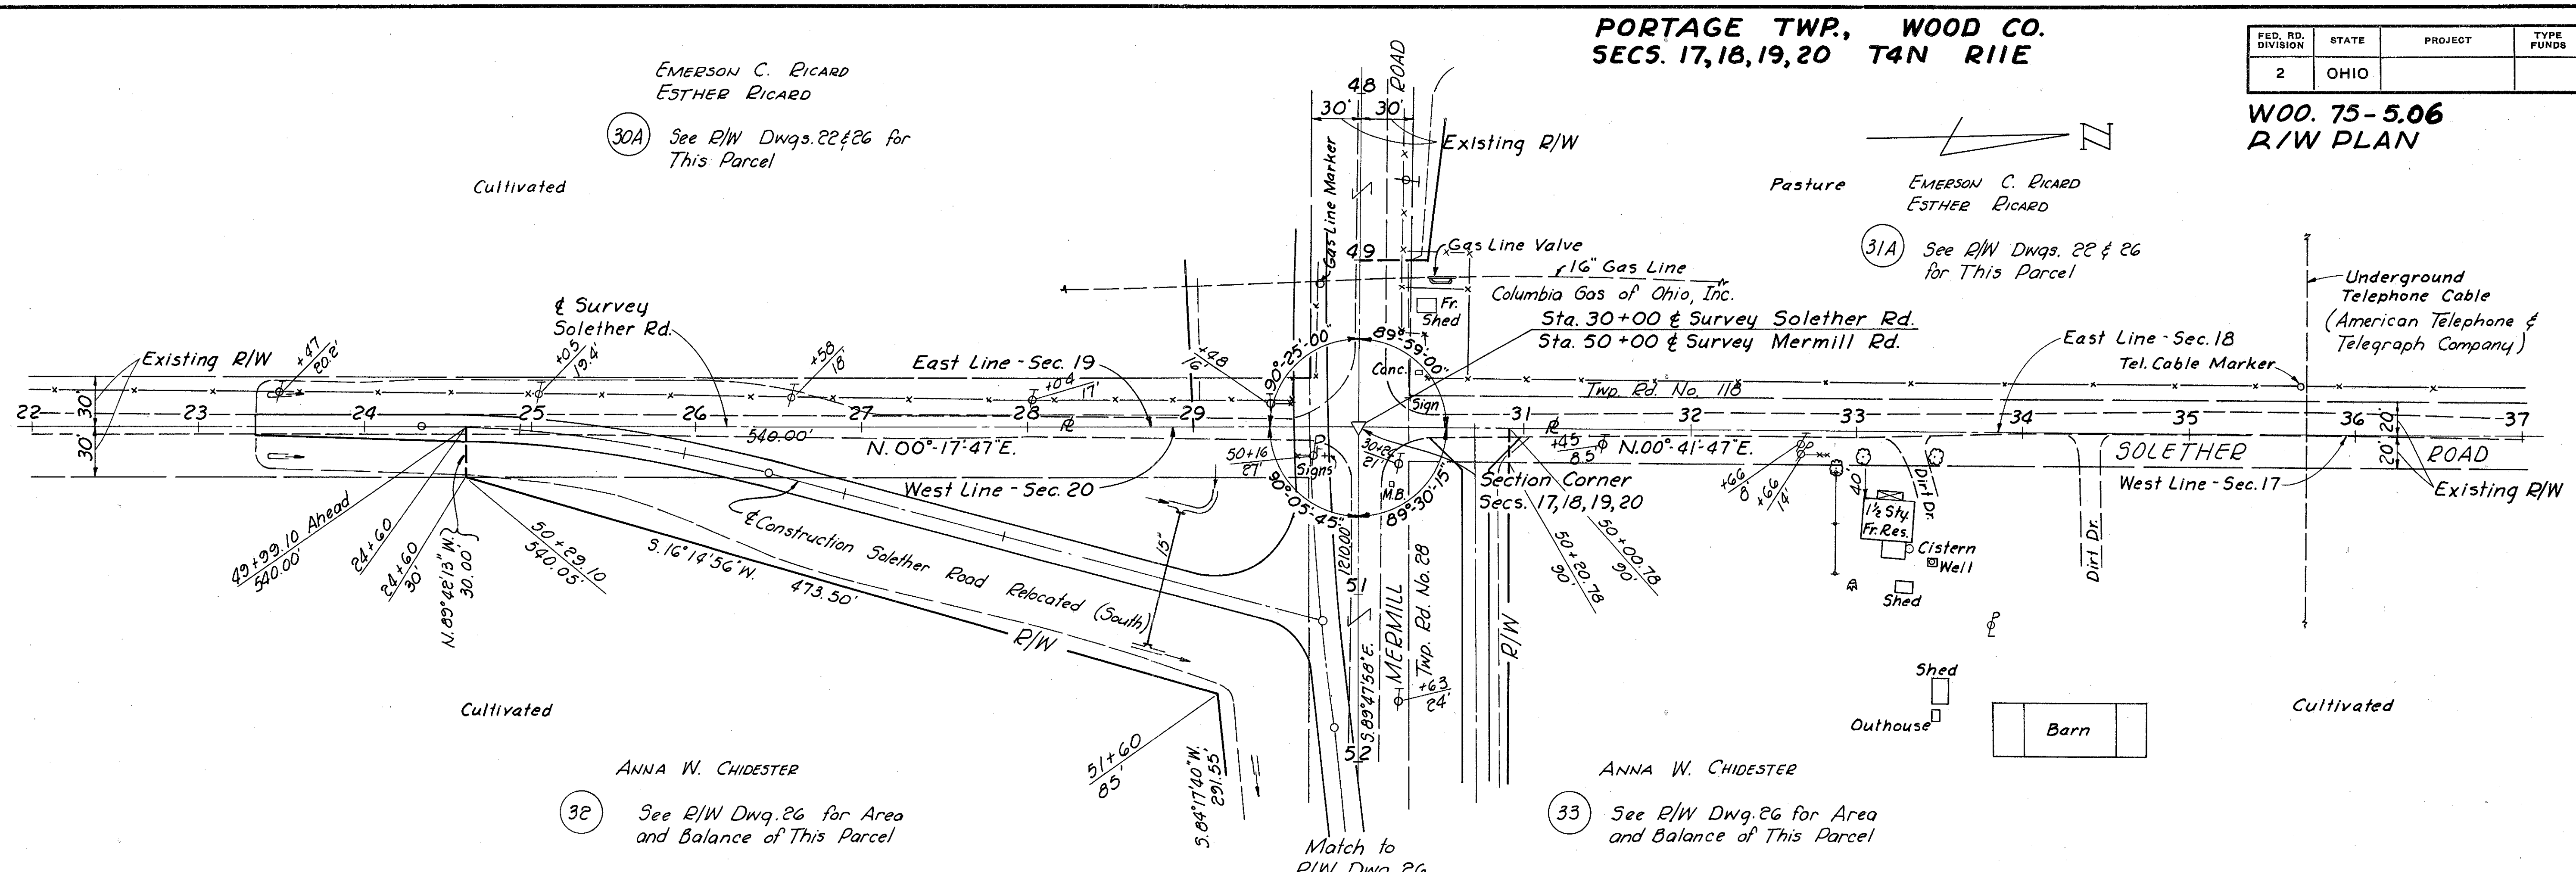 PORTAGE TWP., WOOD CO.
SECS. 17,18,19,20 T4N R11E
FED. RD. DIVISION
STATE
PROJECT
TYPE FUNDS
2
OHIO
WOO. 75-5.06
R/W PLAN
EMERSON C. RICARD
ESTHER RICARD
30A
See R/W Dwgs. 22 & 26 for
This Parcel
Cultivated
48
ROAD
30'
30'
Existing R/W
Gas Line Marker
N
Pasture
EMERSON C. RICARD
ESTHER RICARD
31A
See R/W Dwgs. 22 & 26
for This Parcel
49
Gas Line Valve
16" Gas Line
Columbia Gas of Ohio, Inc.
Fr.
Shed
Underground
Telephone Cable
(American Telephone &
Telegraph Company)
℄ Survey
Solether Rd.
Sta. 30+00 ℄ Survey Solether Rd.
Sta. 50+00 ℄ Survey Mermill Rd.
Existing R/W
+47
20.2'
+05
19.4'
+58
18'
+04
17'
East Line - Sec. 19
+48
16'
90°-25'-00"
89°-59'-00"
Conc.
Sign
East Line - Sec. 18
Tel. Cable Marker
Twp. Rd. No. 118
22
23
24
25
26
27
28
29
31
32
33
34
35
36
37
30'
30'
540.00'
N. 00°-17'-47"E.
℄
℄
+45
8.5'
N.00°-41'-47"E.
SOLETHER
ROAD
20'
20'
Existing R/W
West Line - Sec. 20
West Line - Sec. 17
50+16
27'
P
Signs
30+24
21'
M.B.
90°-05'-45"
89°-30'-15"
Section Corner
Secs. 17,18,19,20
+66
8'
+66
14'
P
40'
1½ Sty.
Fr. Res.
Dirt Dr.
Cistern
Well
Shed
Dirt Dr.
49+99.10 Ahead
540.00'
24+60
24+60
30'
30.00'
N.89°42'13"W.
50+29.10
540.05'
℄ Construction Solether Road Relocated (South)
S. 16°14'56"W.
473.50'
R/W
15"
1210.00'
51
MERMILL
Twp. Rd. No. 28
S.89°47'58"E.
+63
24'
52
R/W
50+20.78
90'
50+00.78
90'
P
Shed
Outhouse
Barn
Cultivated
Cultivated
51+60
85'
S.84°17'40"W.
291.55'
ANNA W. CHIDESTER
32
See R/W Dwg. 26 for Area
and Balance of This Parcel
ANNA W. CHIDESTER
33
See R/W Dwg. 26 for Area
and Balance of This Parcel
Match to
R/W Dwg. 26